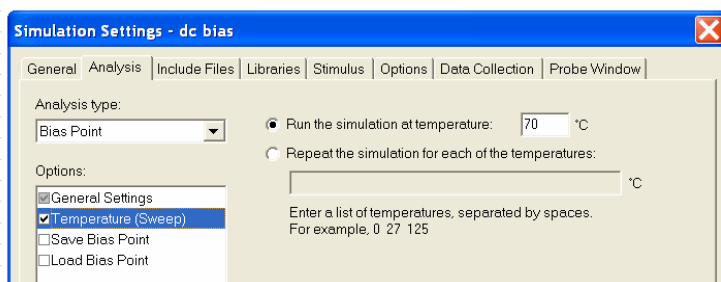 Simulation Settings - dc bias
General Analysis Include Files Libraries Stimulus Options Data Collection Probe Window
Analysis type:
Bias Point
Run the simulation at temperature: 70 °C
Repeat the simulation for each of the temperatures:
°C
Options:
General Settings
Temperature (Sweep)
Save Bias Point
Load Bias Point
Enter a list of temperatures, separated by spaces.
For example, 0 27 125